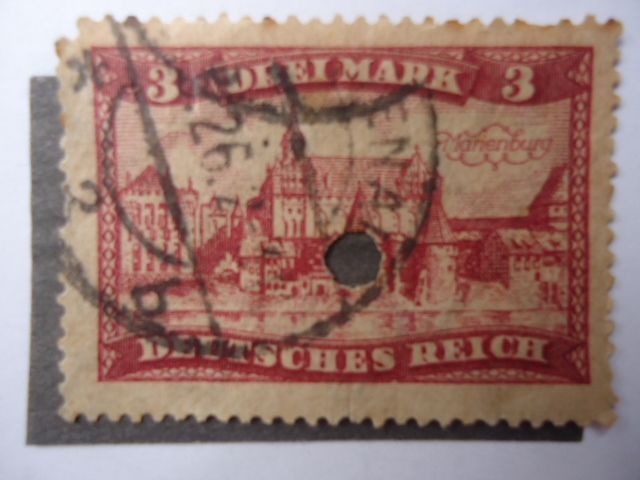 3 DREI MARK 3
Marienburg
DEUTSCHES REICH